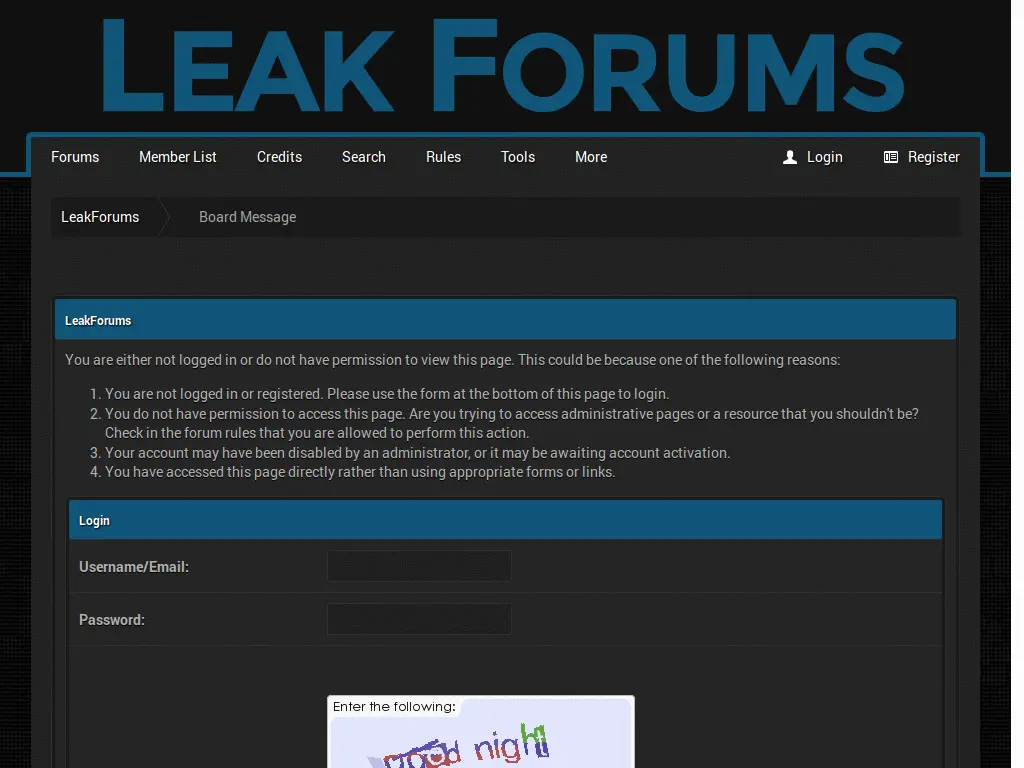 LEAK FORUMS
Forums Member List Credits Search Rules Tools More Login Register
LeakForums Board Message
LeakForums
You are either not logged in or do not have permission to view this page. This could be because one of the following reasons:
1. You are not logged in or registered. Please use the form at the bottom of this page to login.
2. You do not have permission to access this page. Are you trying to access administrative pages or a resource that you shouldn't be?
Check in the forum rules that you are allowed to perform this action.
3. Your account may have been disabled by an administrator, or it may be awaiting account activation.
4. You have accessed this page directly rather than using appropriate forms or links.
Login
Username/Email:
Password:
Enter the following:
good night